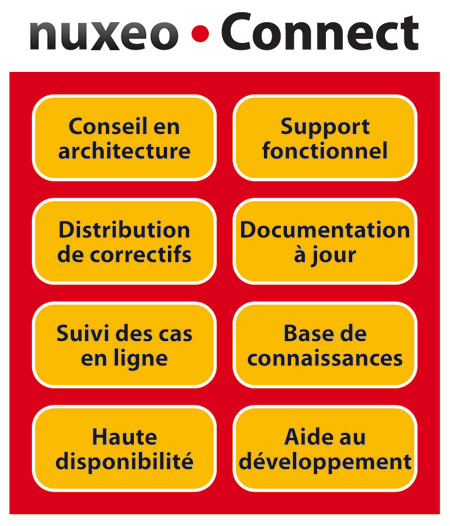 nuxeo • Connect
Conseil en
architecture
Support
fonctionnel
Distribution
de correctifs
Documentation
à jour
Suivi des cas
en ligne
Base de
connaissances
Haute
disponibilité
Aide au
développement